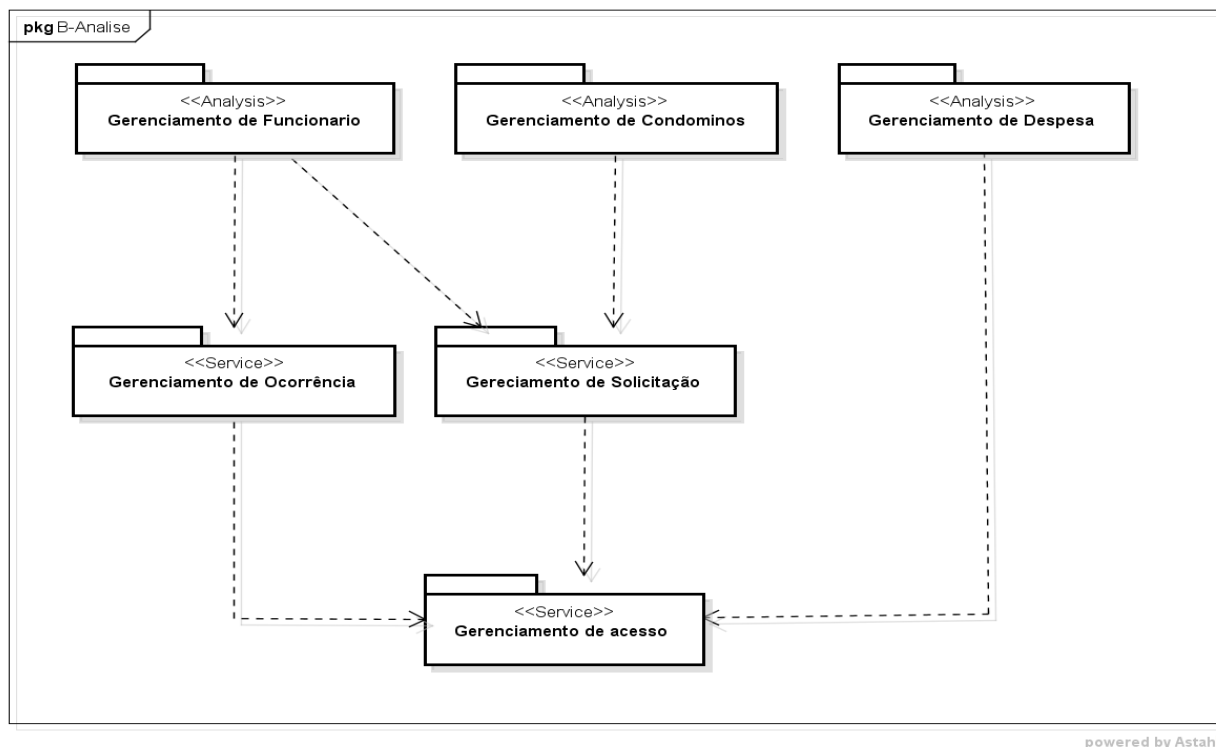 pkg B-Analise
<<Analysis>>
Gerenciamento de Funcionario
<<Analysis>>
Gerenciamento de Condominos
<<Analysis>>
Gerenciamento de Despesa
<<Service>>
Gerenciamento de Ocorrência
<<Service>>
Gereciamento de Solicitação
<<Service>>
Gerenciamento de acesso
powered by Astah